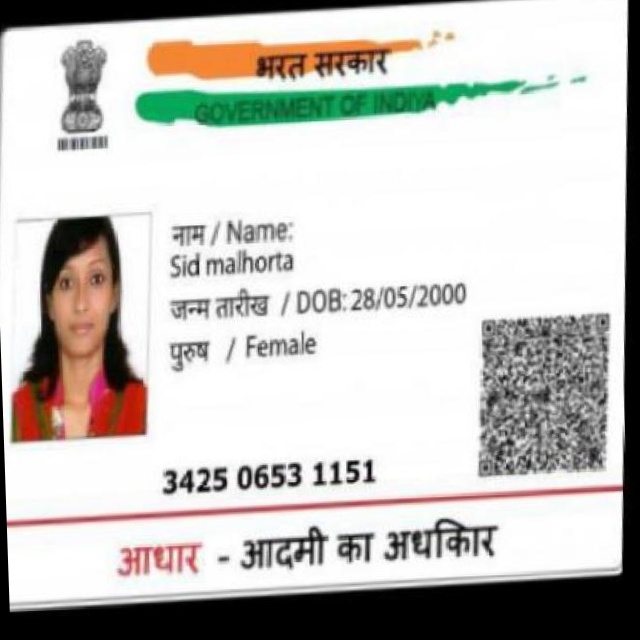 भरत सरकार
GOVERNMENT OF INDIYA
नाम / Name:
Sid malhorta
जन्म तारीख / DOB: 28/05/2000
पुरुष / Female
3425 0653 1151
आधार - आदमी का अधकिार